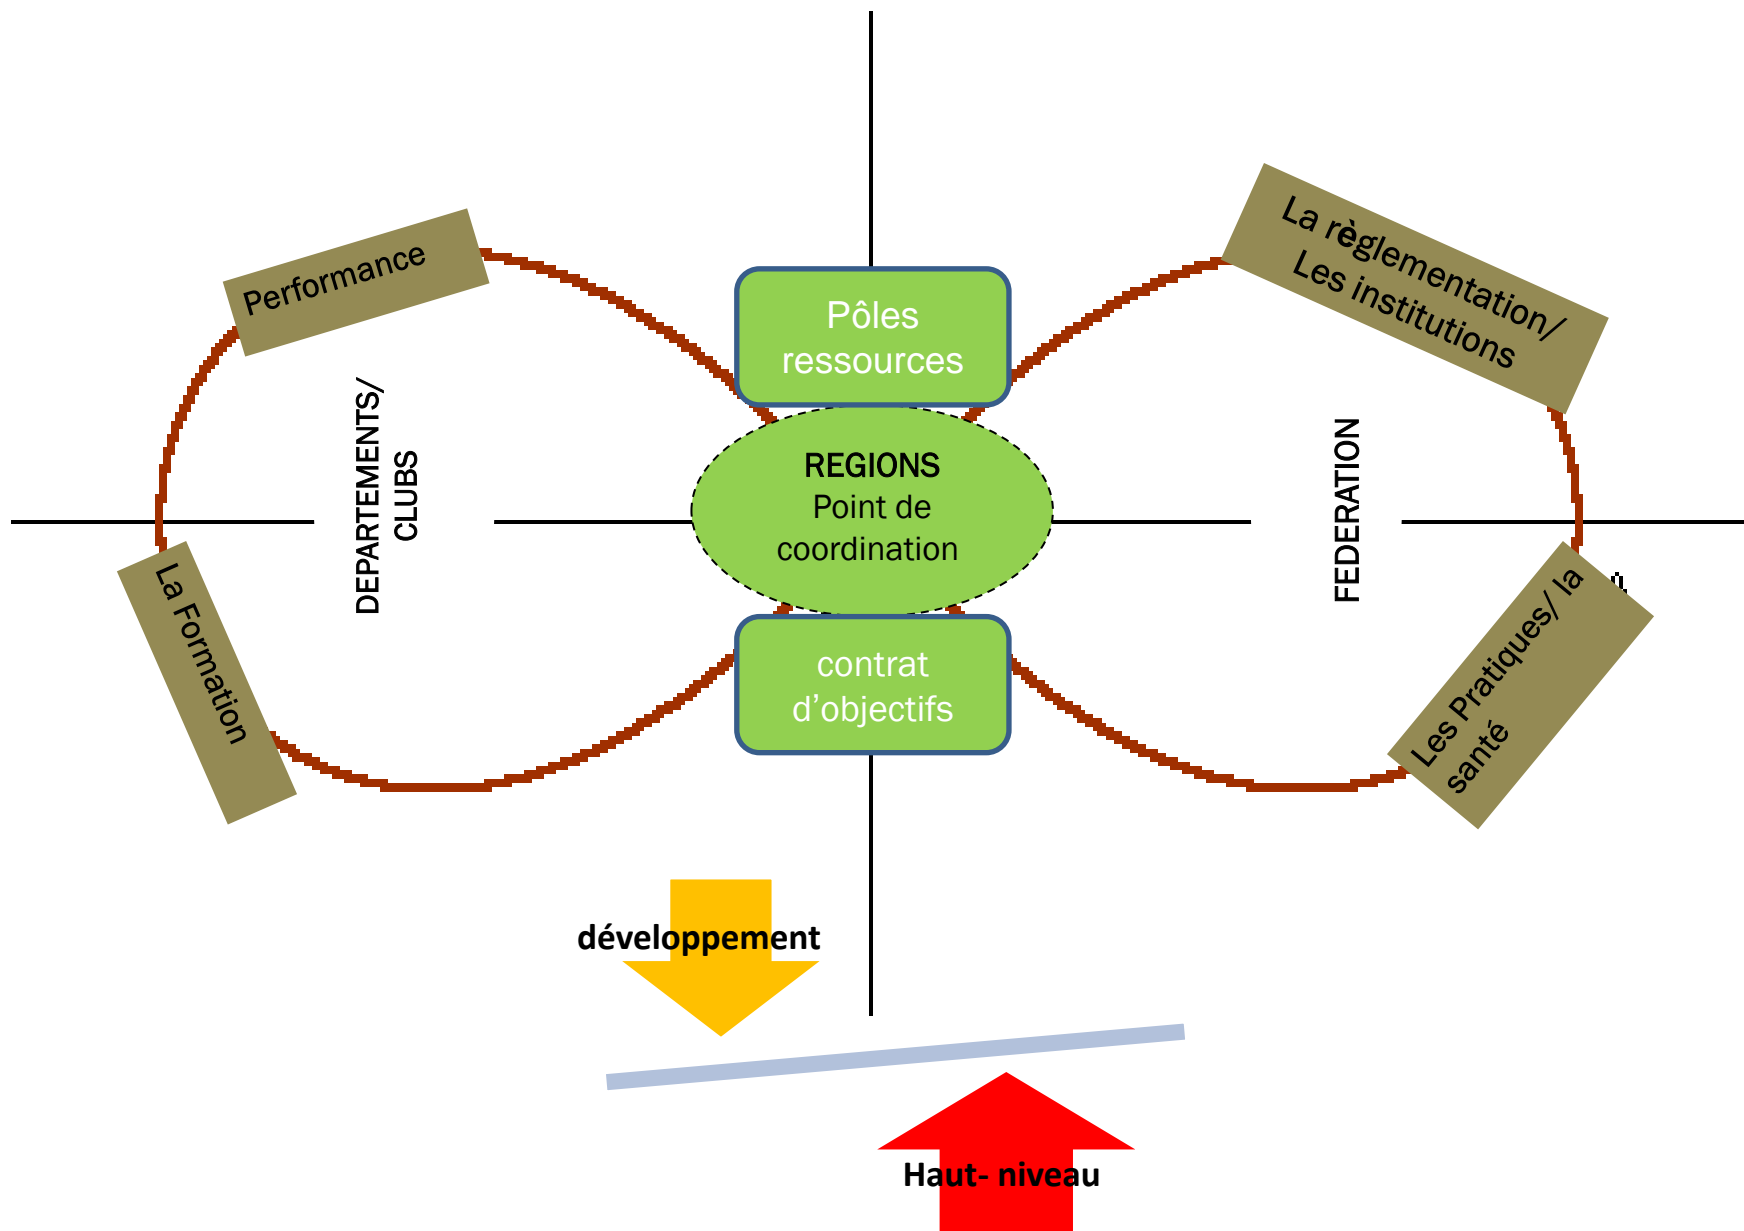 Performance
La règlementation/
Les institutions
Pôles
ressources
DEPARTEMENTS/
CLUBS
REGIONS
Point de
coordination
FEDERATION
La Formation
Les Pratiques/ la
santé
contrat
d’objectifs
développement
Haut- niveau